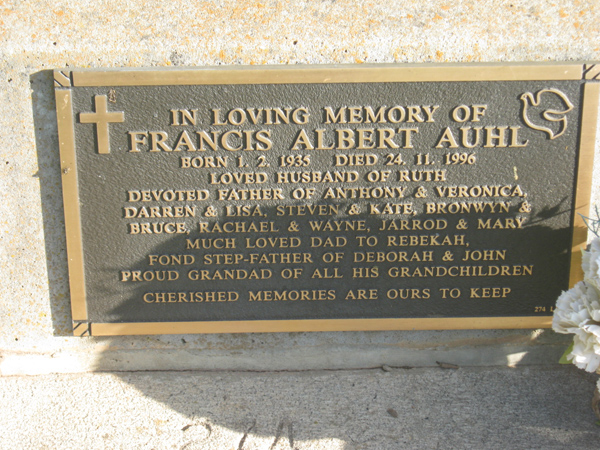 IN LOVING MEMORY OF
FRANCIS ALBERT AUHL
BORN 1. 2. 1935 DIED 24. 11. 1996
LOVED HUSBAND OF RUTH
DEVOTED FATHER OF ANTHONY & VERONICA,
DARREN & LISA, STEVEN & KATE, BRONWYN &
BRUCE, RACHAEL & WAYNE, JARROD & MARY
MUCH LOVED DAD TO REBEKAH,
FOND STEP-FATHER OF DEBORAH & JOHN
PROUD GRANDAD OF ALL HIS GRANDCHILDREN
CHERISHED MEMORIES ARE OURS TO KEEP
274